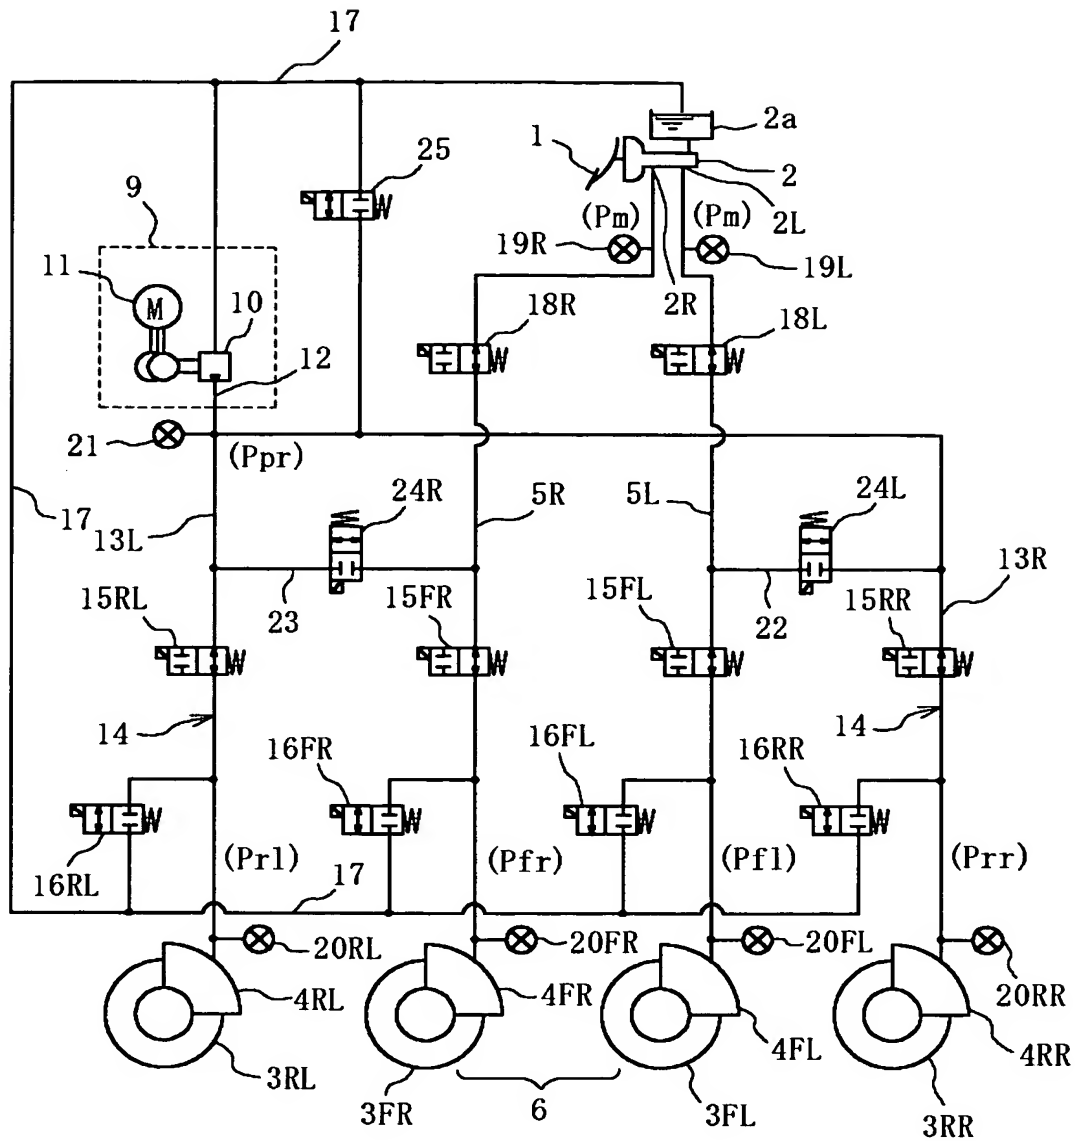 17
2a
1
25
2
9
(Pm)
(Pm)
2L
19R
19L
11
10
2R
18R
18L
12
21
(Ppr)
17
24R
5R
5L
24L
13L
13R
15RL
23
15FR
15FL
22
15RR
14
16FR
16FL
16RR
14
(Prl)
(Pfr)
(Pfl)
(Prr)
16RL
17
20RL
20FR
20FL
20RR
4RL
4FR
4FL
4RR
3RL
3FR
6
3FL
3RR
M